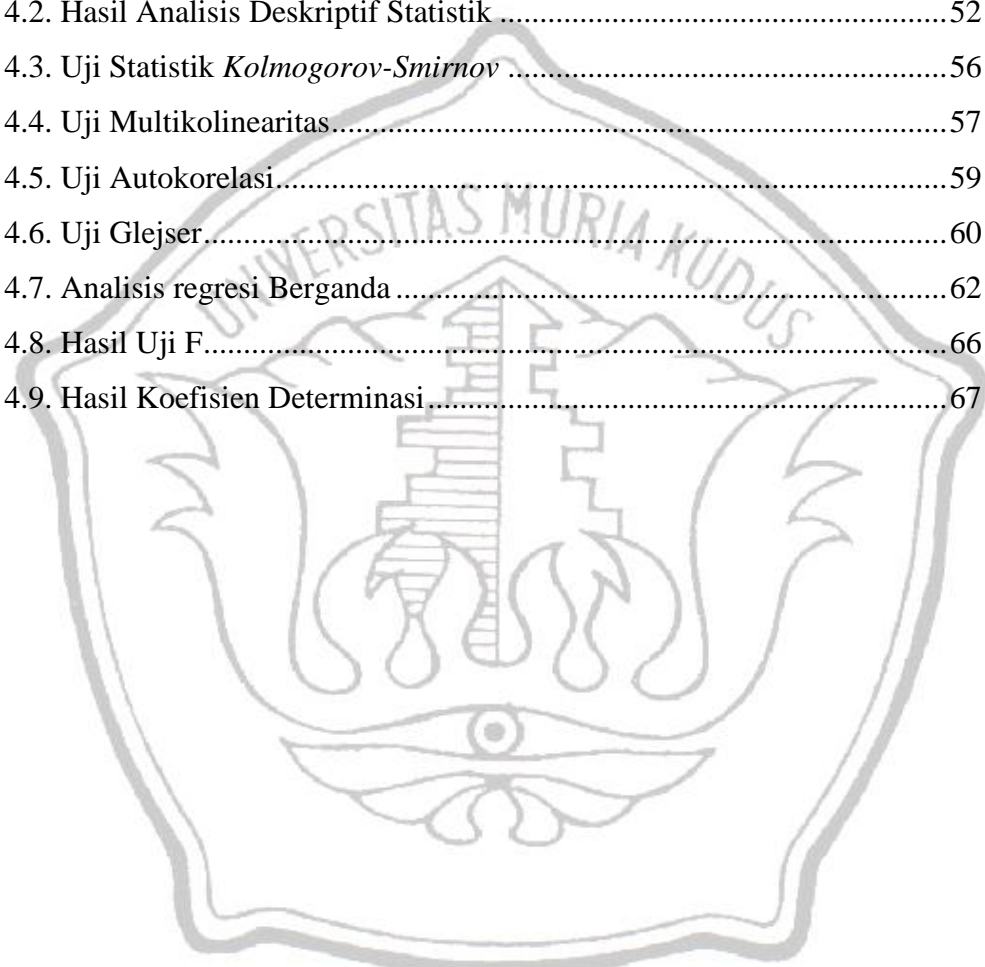 4.2. Hasil Analisis Deskriptif Statistik ................................................................ 52
4.3. Uji Statistik Kolmogorov-Smirnov ............................................................... 56
4.4. Uji Multikolinearitas ..................................................................................... 57
4.5. Uji Autokorelasi ............................................................................................ 59
4.6. Uji Glejser ..................................................................................................... 60
4.7. Analisis regresi Berganda ............................................................................. 62
4.8. Hasil Uji F ..................................................................................................... 66
4.9. Hasil Koefisien Determinasi ......................................................................... 67
UNIVERSITAS MURIA KUDUS